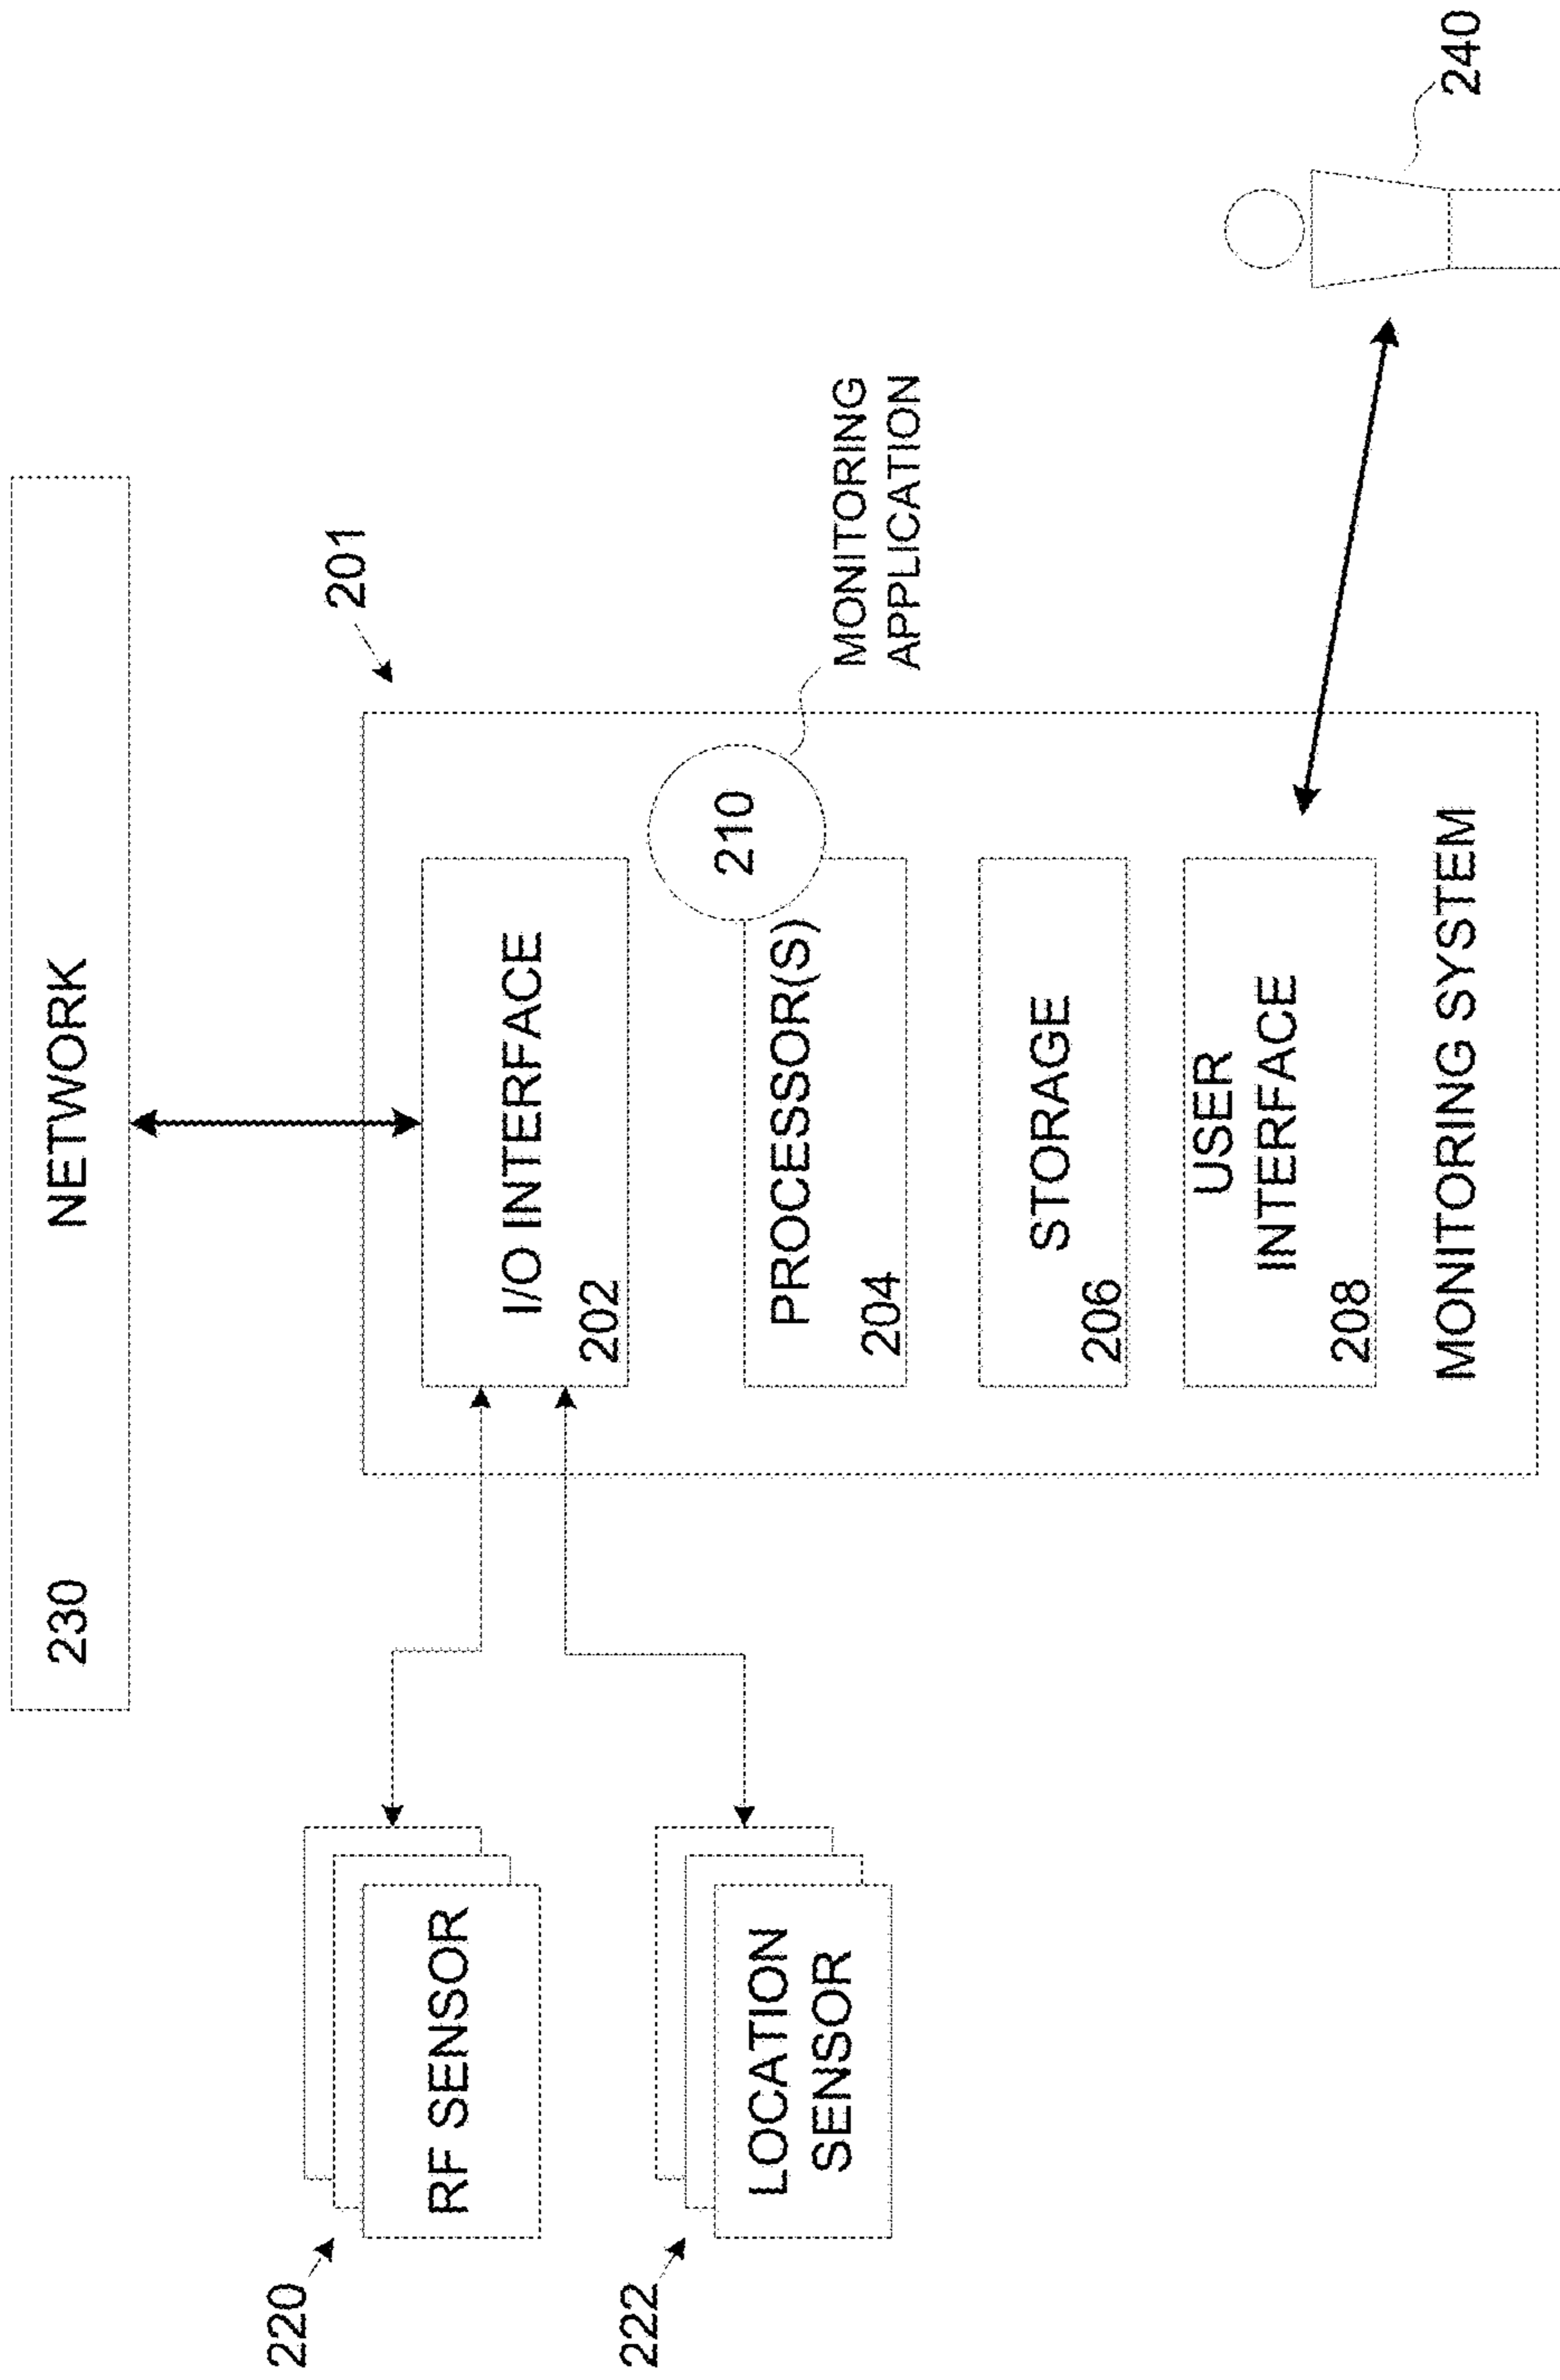 230
NETWORK
201
220
RF SENSOR
222
LOCATION
SENSOR
I/O INTERFACE
202
210
MONITORING
APPLICATION
PROCESSOR(S)
204
STORAGE
206
USER
INTERFACE
208
MONITORING SYSTEM
240